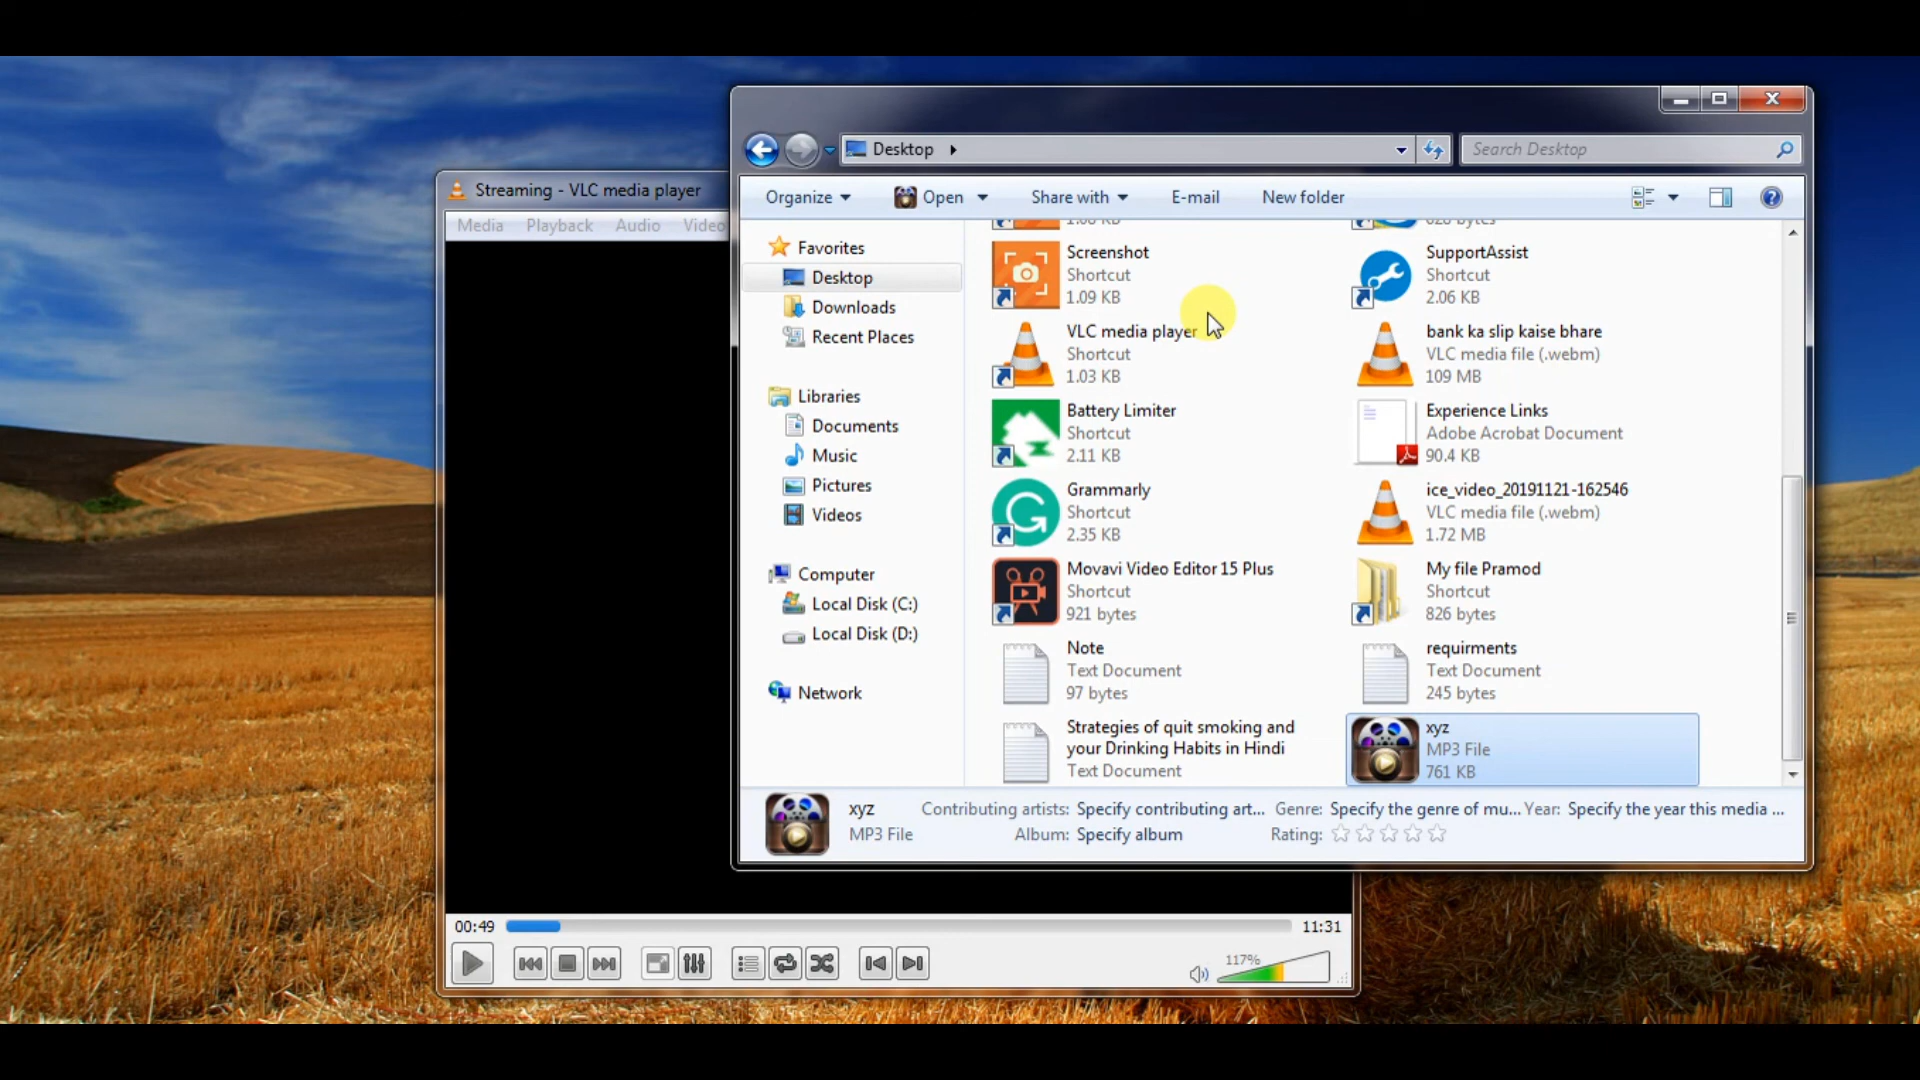 Desktop
Search Desktop
Streaming - VLC media player
Organize
Open
Share with
E-mail
New folder
Media
Playback
Audio
Video
Favorites
Desktop
Downloads
Recent Places
Libraries
Documents
Music
Pictures
Videos
Computer
Local Disk (C:)
Local Disk (D:)
Network
Screenshot
Shortcut
1.09 KB
SupportAssist
Shortcut
2.06 KB
VLC media player
Shortcut
1.03 KB
bank ka slip kaise bhare
VLC media file (.webm)
109 MB
Battery Limiter
Shortcut
2.11 KB
Experience Links
Adobe Acrobat Document
90.4 KB
Grammarly
Shortcut
2.35 KB
ice_video_20191121-162546
VLC media file (.webm)
1.72 MB
Movavi Video Editor 15 Plus
Shortcut
921 bytes
My file Pramod
Shortcut
826 bytes
Note
Text Document
97 bytes
requirments
Text Document
245 bytes
Strategies of quit smoking and
your Drinking Habits in Hindi
Text Document
xyz
MP3 File
761 KB
xyz
MP3 File
Contributing artists: Specify contributing art...
Genre: Specify the genre of mu...
Year: Specify the year this media ...
Album: Specify album
Rating:
00:49
11:31
117%